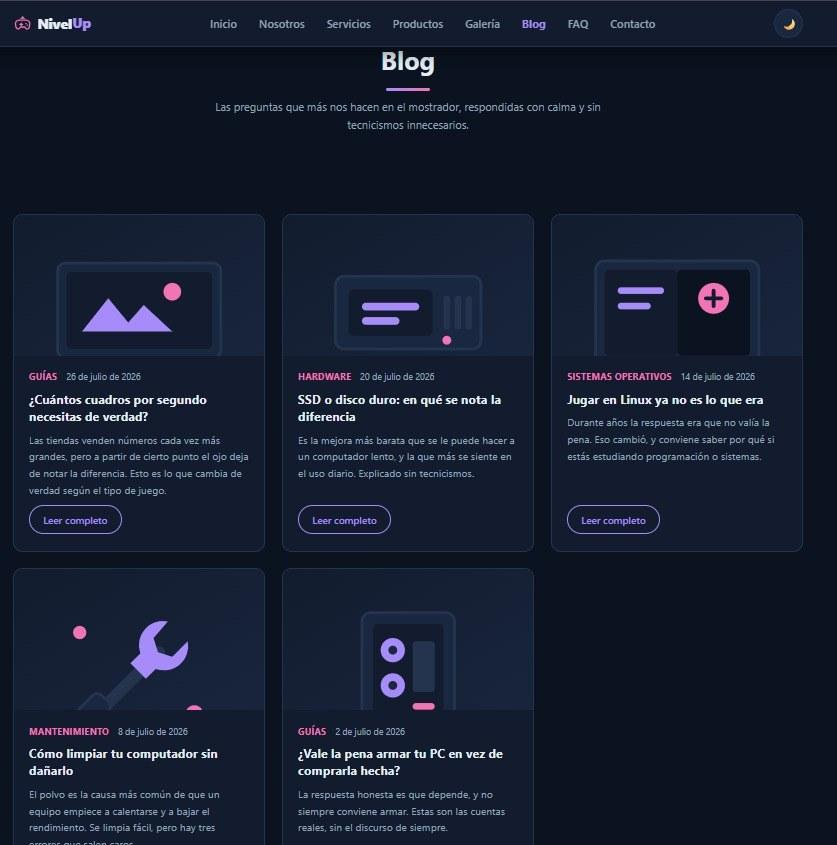 NivelUp
Inicio Nosotros Servicios Productos Galería Blog FAQ Contacto
Blog
Las preguntas que más nos hacen en el mostrador, respondidas con calma y sin
tecnicismos innecesarios.
GUÍAS 26 de julio de 2026
¿Cuántos cuadros por segundo
necesitas de verdad?
Las tiendas venden números cada vez más
grandes, pero a partir de cierto punto el ojo deja
de notar la diferencia. Esto es lo que cambia de
verdad según el tipo de juego.
Leer completo
HARDWARE 20 de julio de 2026
SSD o disco duro: en qué se nota la
diferencia
Es la mejora más barata que se le puede hacer a
un computador lento, y la que más se siente en
el uso diario. Explicado sin tecnicismos.
Leer completo
SISTEMAS OPERATIVOS 14 de julio de 2026
Jugar en Linux ya no es lo que era
Durante años la respuesta era que no valía la
pena. Eso cambió, y conviene saber por qué si
estás estudiando programación o sistemas.
Leer completo
MANTENIMIENTO 8 de julio de 2026
Cómo limpiar tu computador sin
dañarlo
El polvo es la causa más común de que un
equipo empiece a calentarse y a bajar el
rendimiento. Se limpia fácil, pero hay tres
errores que salen caros.
GUÍAS 2 de julio de 2026
¿Vale la pena armar tu PC en vez de
comprarla hecha?
La respuesta honesta es que depende, y no
siempre conviene armar. Estas son las cuentas
reales, sin el discurso de siempre.